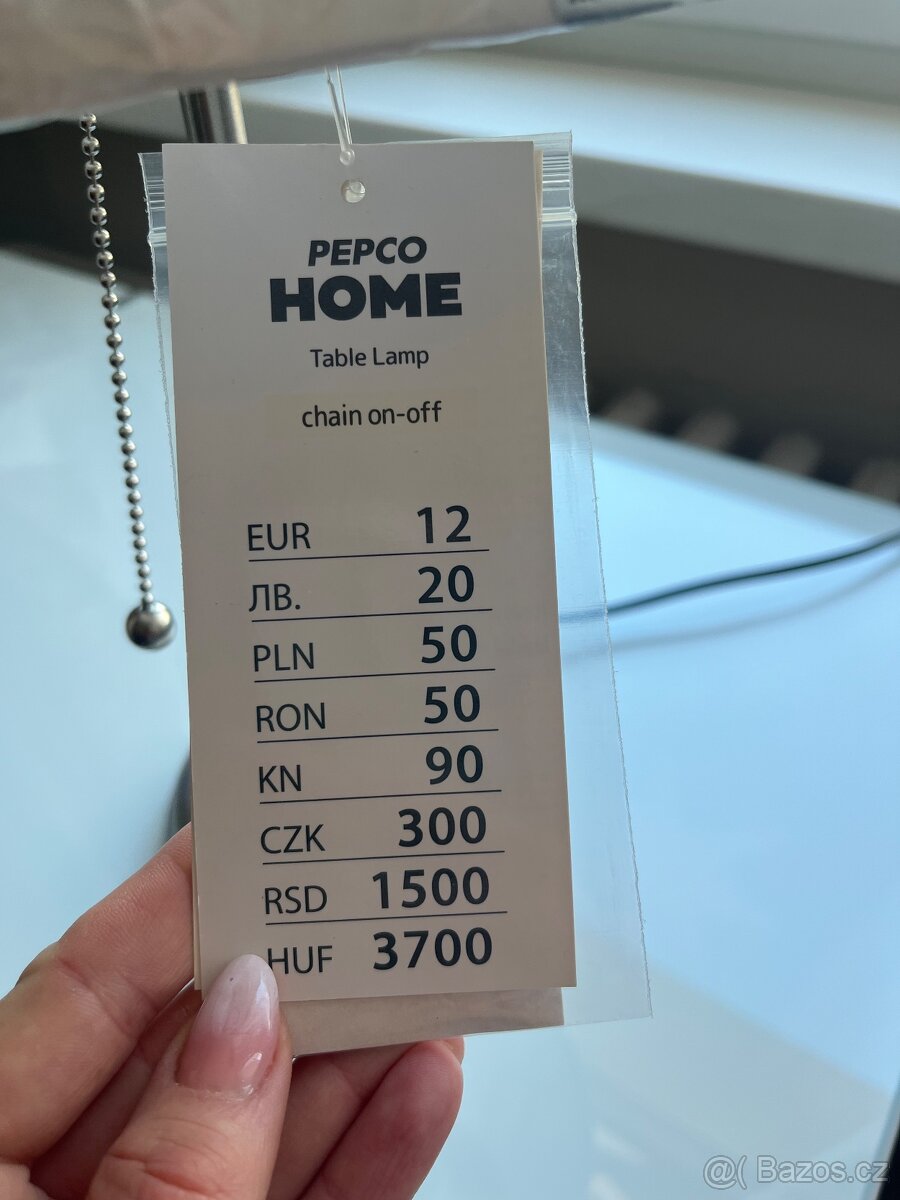 PEPCO
HOME
Table Lamp
chain on-off
EUR 12
ЛВ. 20
PLN 50
RON 50
KN 90
CZK 300
RSD 1500
HUF 3700
@( Bazos.cz